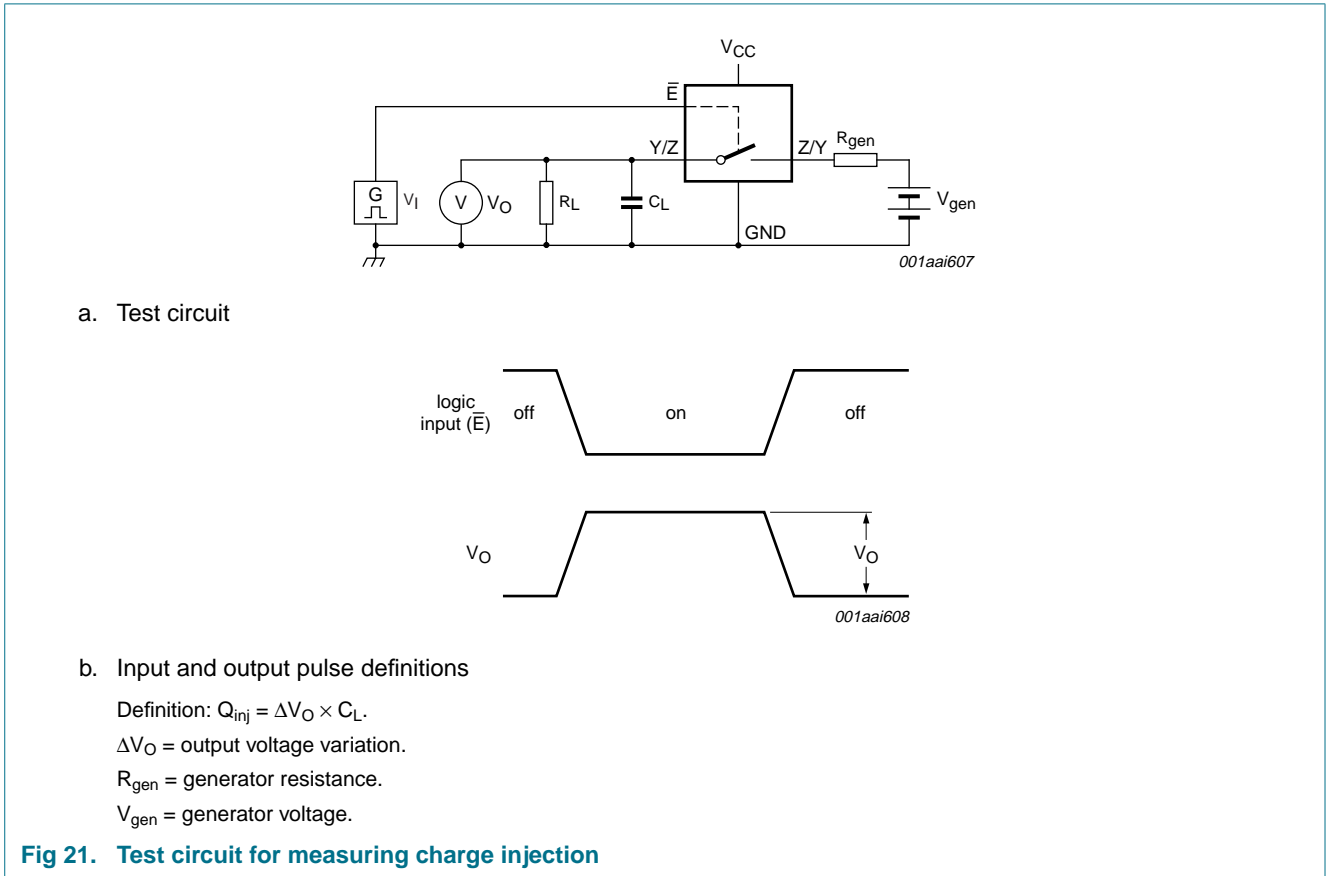 VCC
E̅
Y/Z
Z/Y
Rgen
G
VI
V
VO
RL
CL
Vgen
GND
001aai607
a. Test circuit
logic
input (E̅)
off
on
off
VO
VO
001aai608
b. Input and output pulse definitions
Definition: Qinj = ΔVO × CL.
ΔVO = output voltage variation.
Rgen = generator resistance.
Vgen = generator voltage.
Fig 21. Test circuit for measuring charge injection